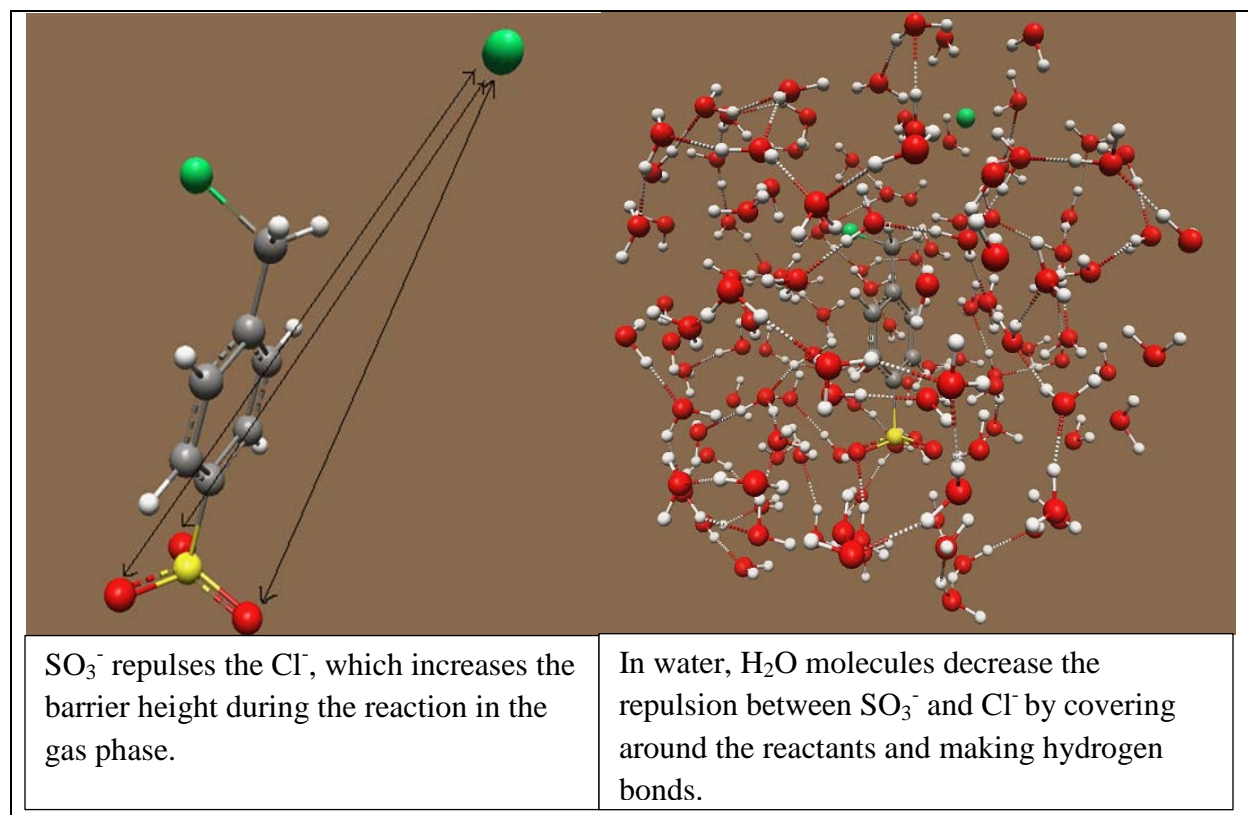 SO₃⁻ repulses the Cl⁻, which increases the
barrier height during the reaction in the
gas phase.
In water, H₂O molecules decrease the
repulsion between SO₃⁻ and Cl⁻ by covering
around the reactants and making hydrogen
bonds.